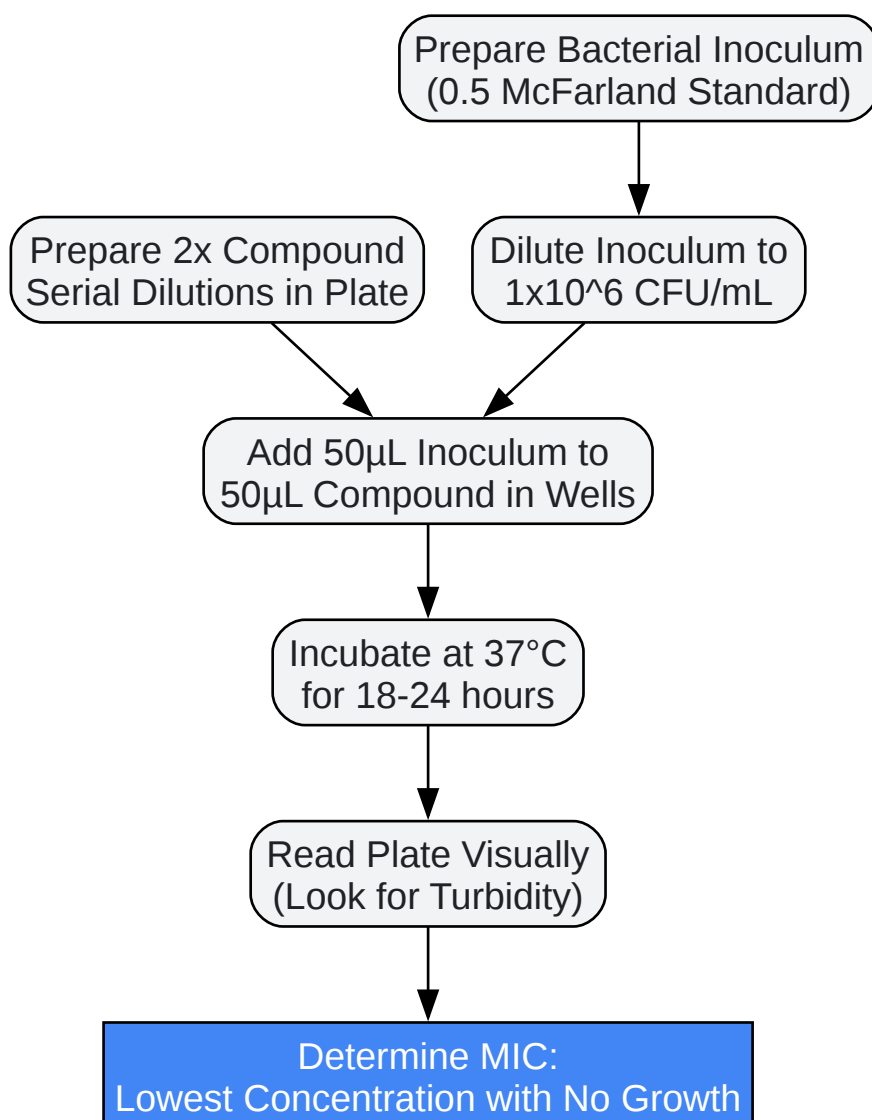 Prepare Bacterial Inoculum
(0.5 McFarland Standard)
Prepare 2x Compound
Serial Dilutions in Plate
Dilute Inoculum to
1x10^6 CFU/mL
Add 50µL Inoculum to
50µL Compound in Wells
Incubate at 37°C
for 18-24 hours
Read Plate Visually
(Look for Turbidity)
Determine MIC:
Lowest Concentration with No Growth